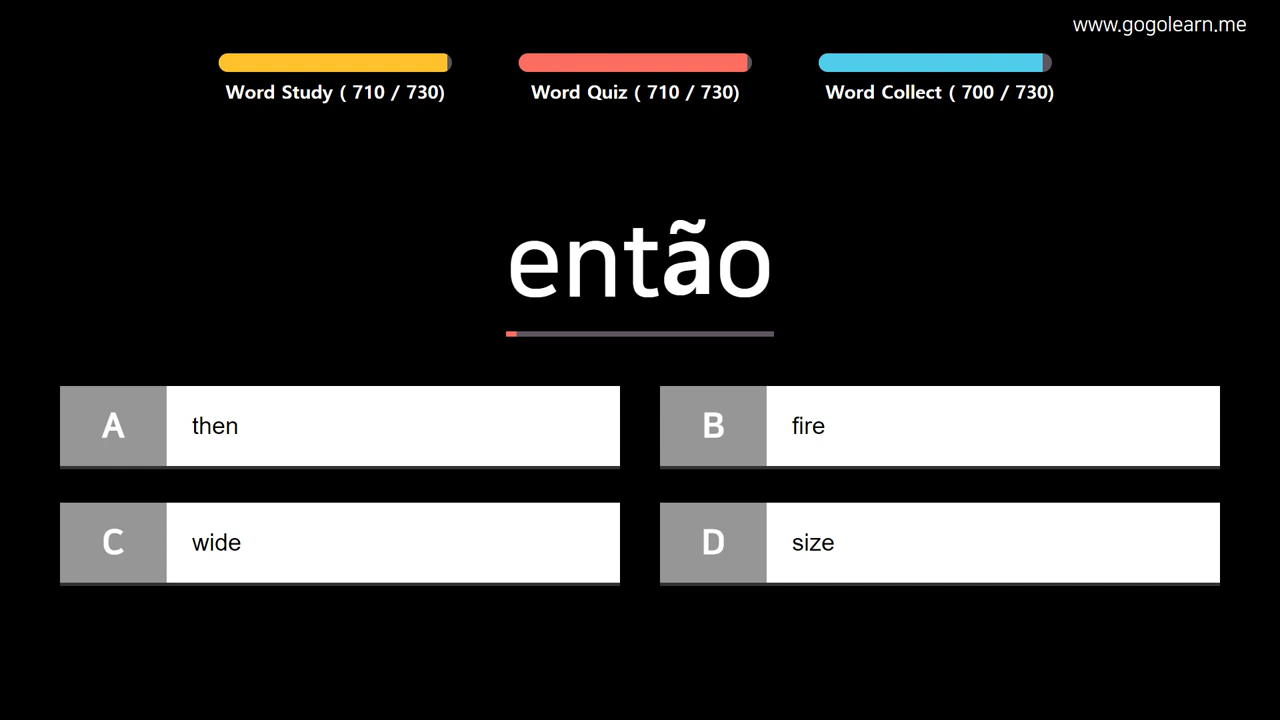 www.gogolearn.me
Word Study ( 710 / 730)
Word Quiz ( 710 / 730)
Word Collect ( 700 / 730)
então
A then
B fire
C wide
D size